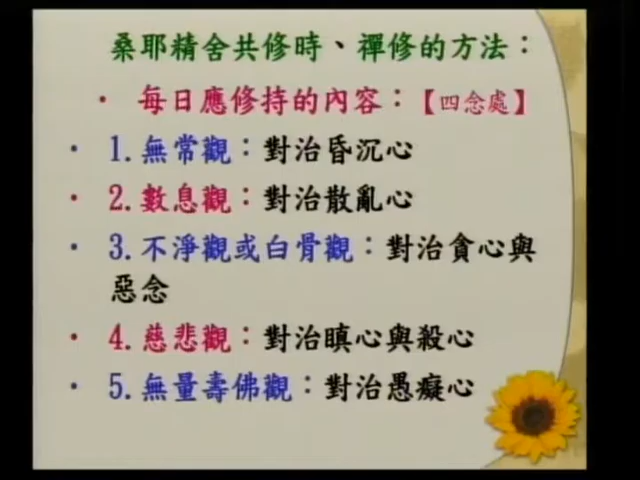 桑耶精舍共修時、禪修的方法：
• 每日應修持的內容：【四念處】
• 1.無常觀：對治昏沉心
• 2.數息觀：對治散亂心
• 3.不淨觀或白骨觀：對治貪心與
惡念
• 4.慈悲觀：對治瞋心與殺心
• 5.無量壽佛觀：對治愚癡心